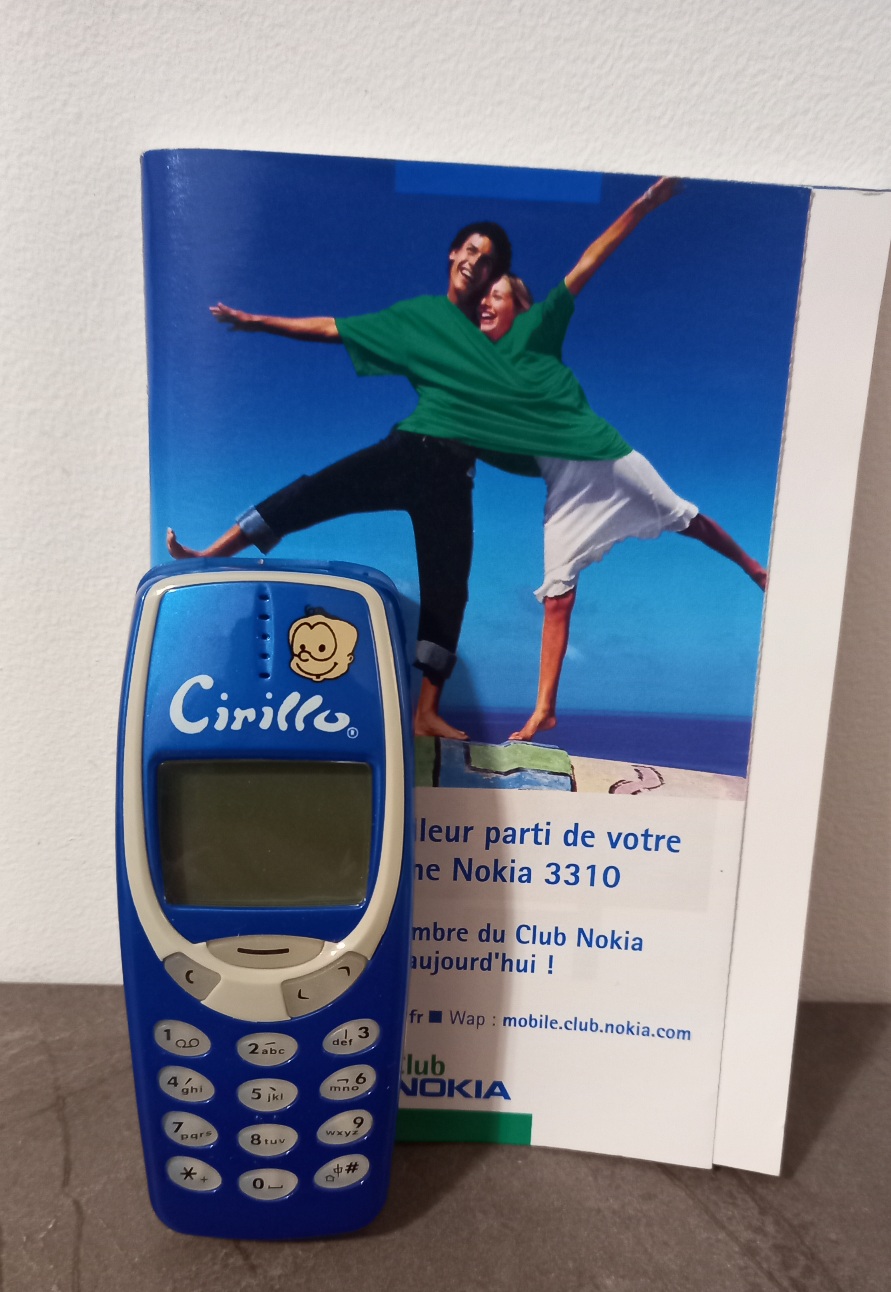 Cirillo®
lleur parti de votre
ne Nokia 3310
mbre du Club Nokia
aujourd'hui !
fr ■ Wap : mobile.club.nokia.com
lub
NOKIA
1 2abc def3
4ghi 5jkl mno6
7pqrs 8tuv wxyz9
*+ 0 #